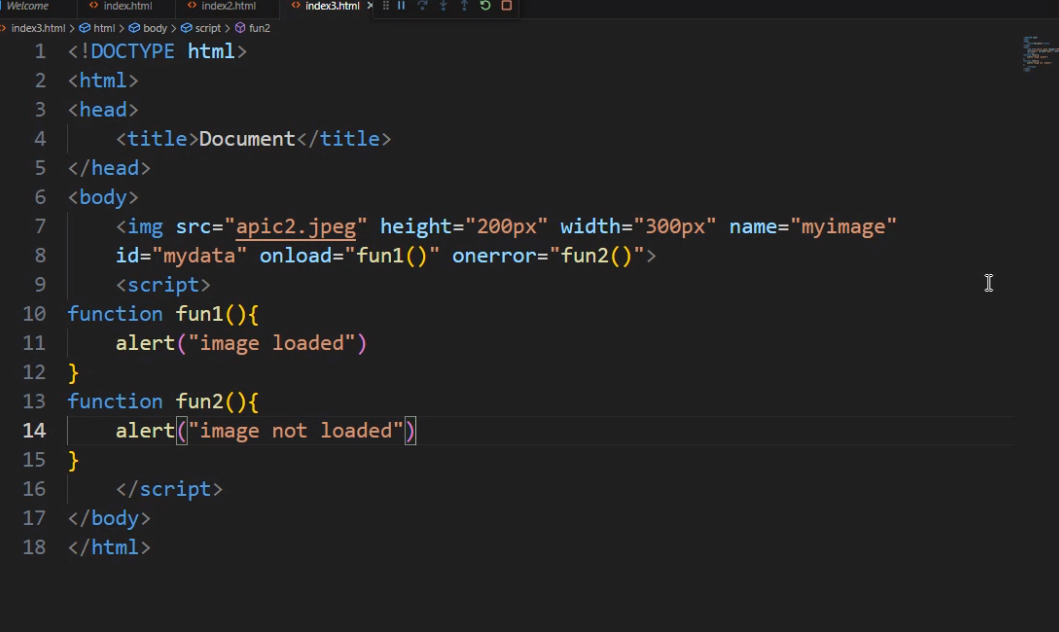 Welcome index.html index2.html index3.html
index3.html > html > body > script > fun2
1 <!DOCTYPE html>
2 <html>
3 <head>
4     <title>Document</title>
5 </head>
6 <body>
7     <img src="apic2.jpeg" height="200px" width="300px" name="myimage"
8     id="mydata" onload="fun1()" onerror="fun2()">
9     <script>
10 function fun1(){
11     alert("image loaded")
12 }
13 function fun2(){
14     alert("image not loaded")
15 }
16     </script>
17 </body>
18 </html>